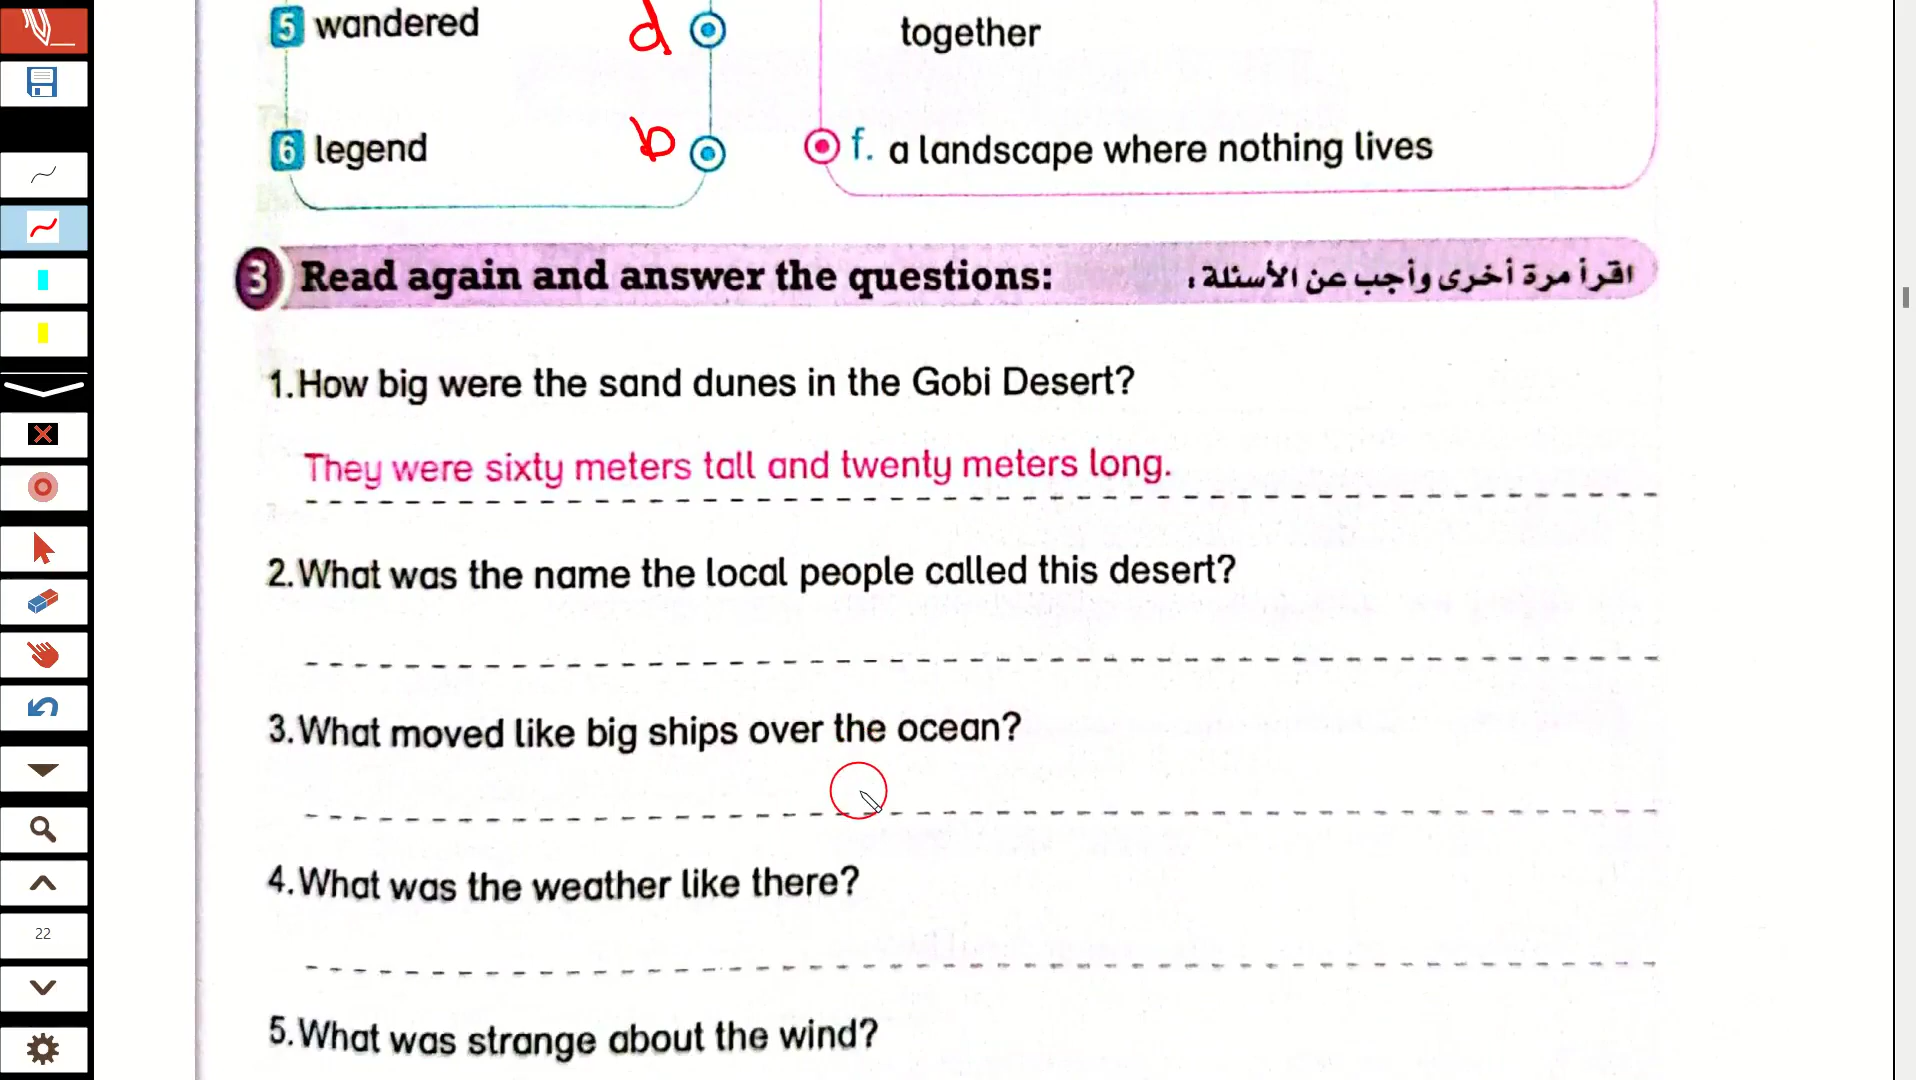 5 wandered d
together
6 legend b
f. a landscape where nothing lives
3 Read again and answer the questions: اقرأ مرة أخرى وأجب عن الأسئلة :
1.How big were the sand dunes in the Gobi Desert?
They were sixty meters tall and twenty meters long.
2.What was the name the local people called this desert?
3.What moved like big ships over the ocean?
4.What was the weather like there?
22
5.What was strange about the wind?